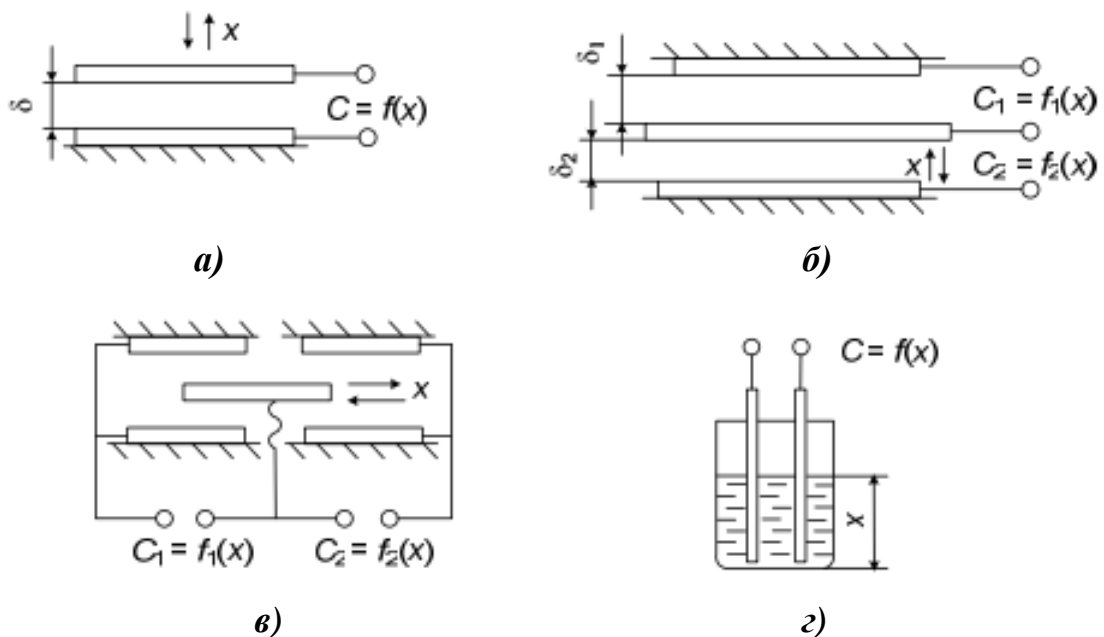 x
δ
C = f(x)
а)
δ₁
δ₂
C₁ = f₁(x)
x
C₂ = f₂(x)
б)
x
C₁ = f₁(x)
C₂ = f₂(x)
в)
C = f(x)
x
г)